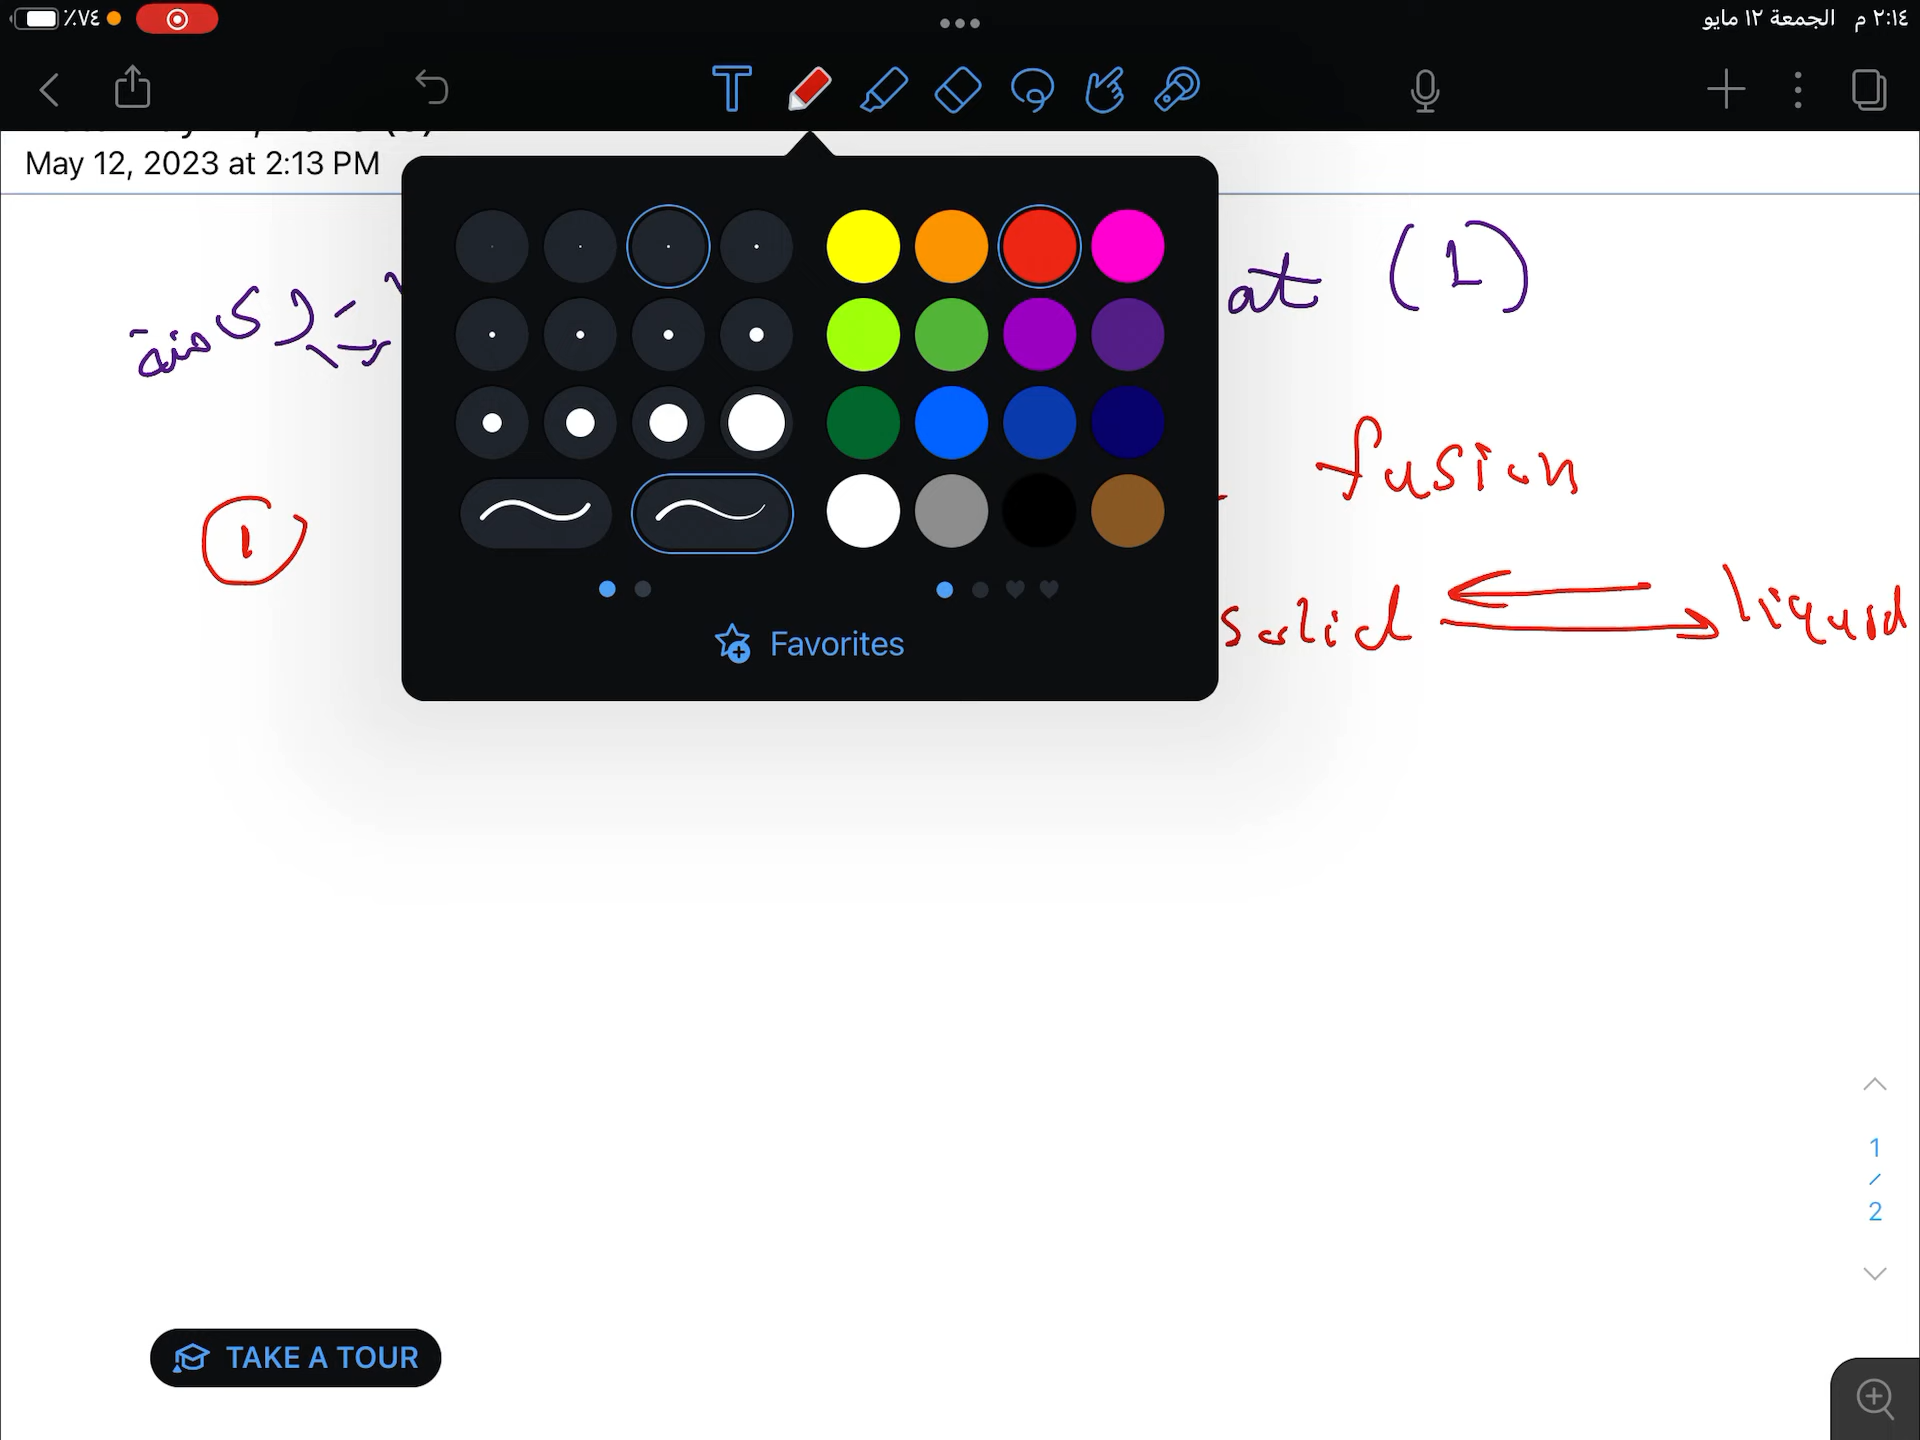 ٪٧٤
٢:١٤ م الجمعة ١٢ مايو
May 12, 2023 at 2:13 PM
at (1)
fusion
①
solid liquid
Favorites
1
/
2
TAKE A TOUR